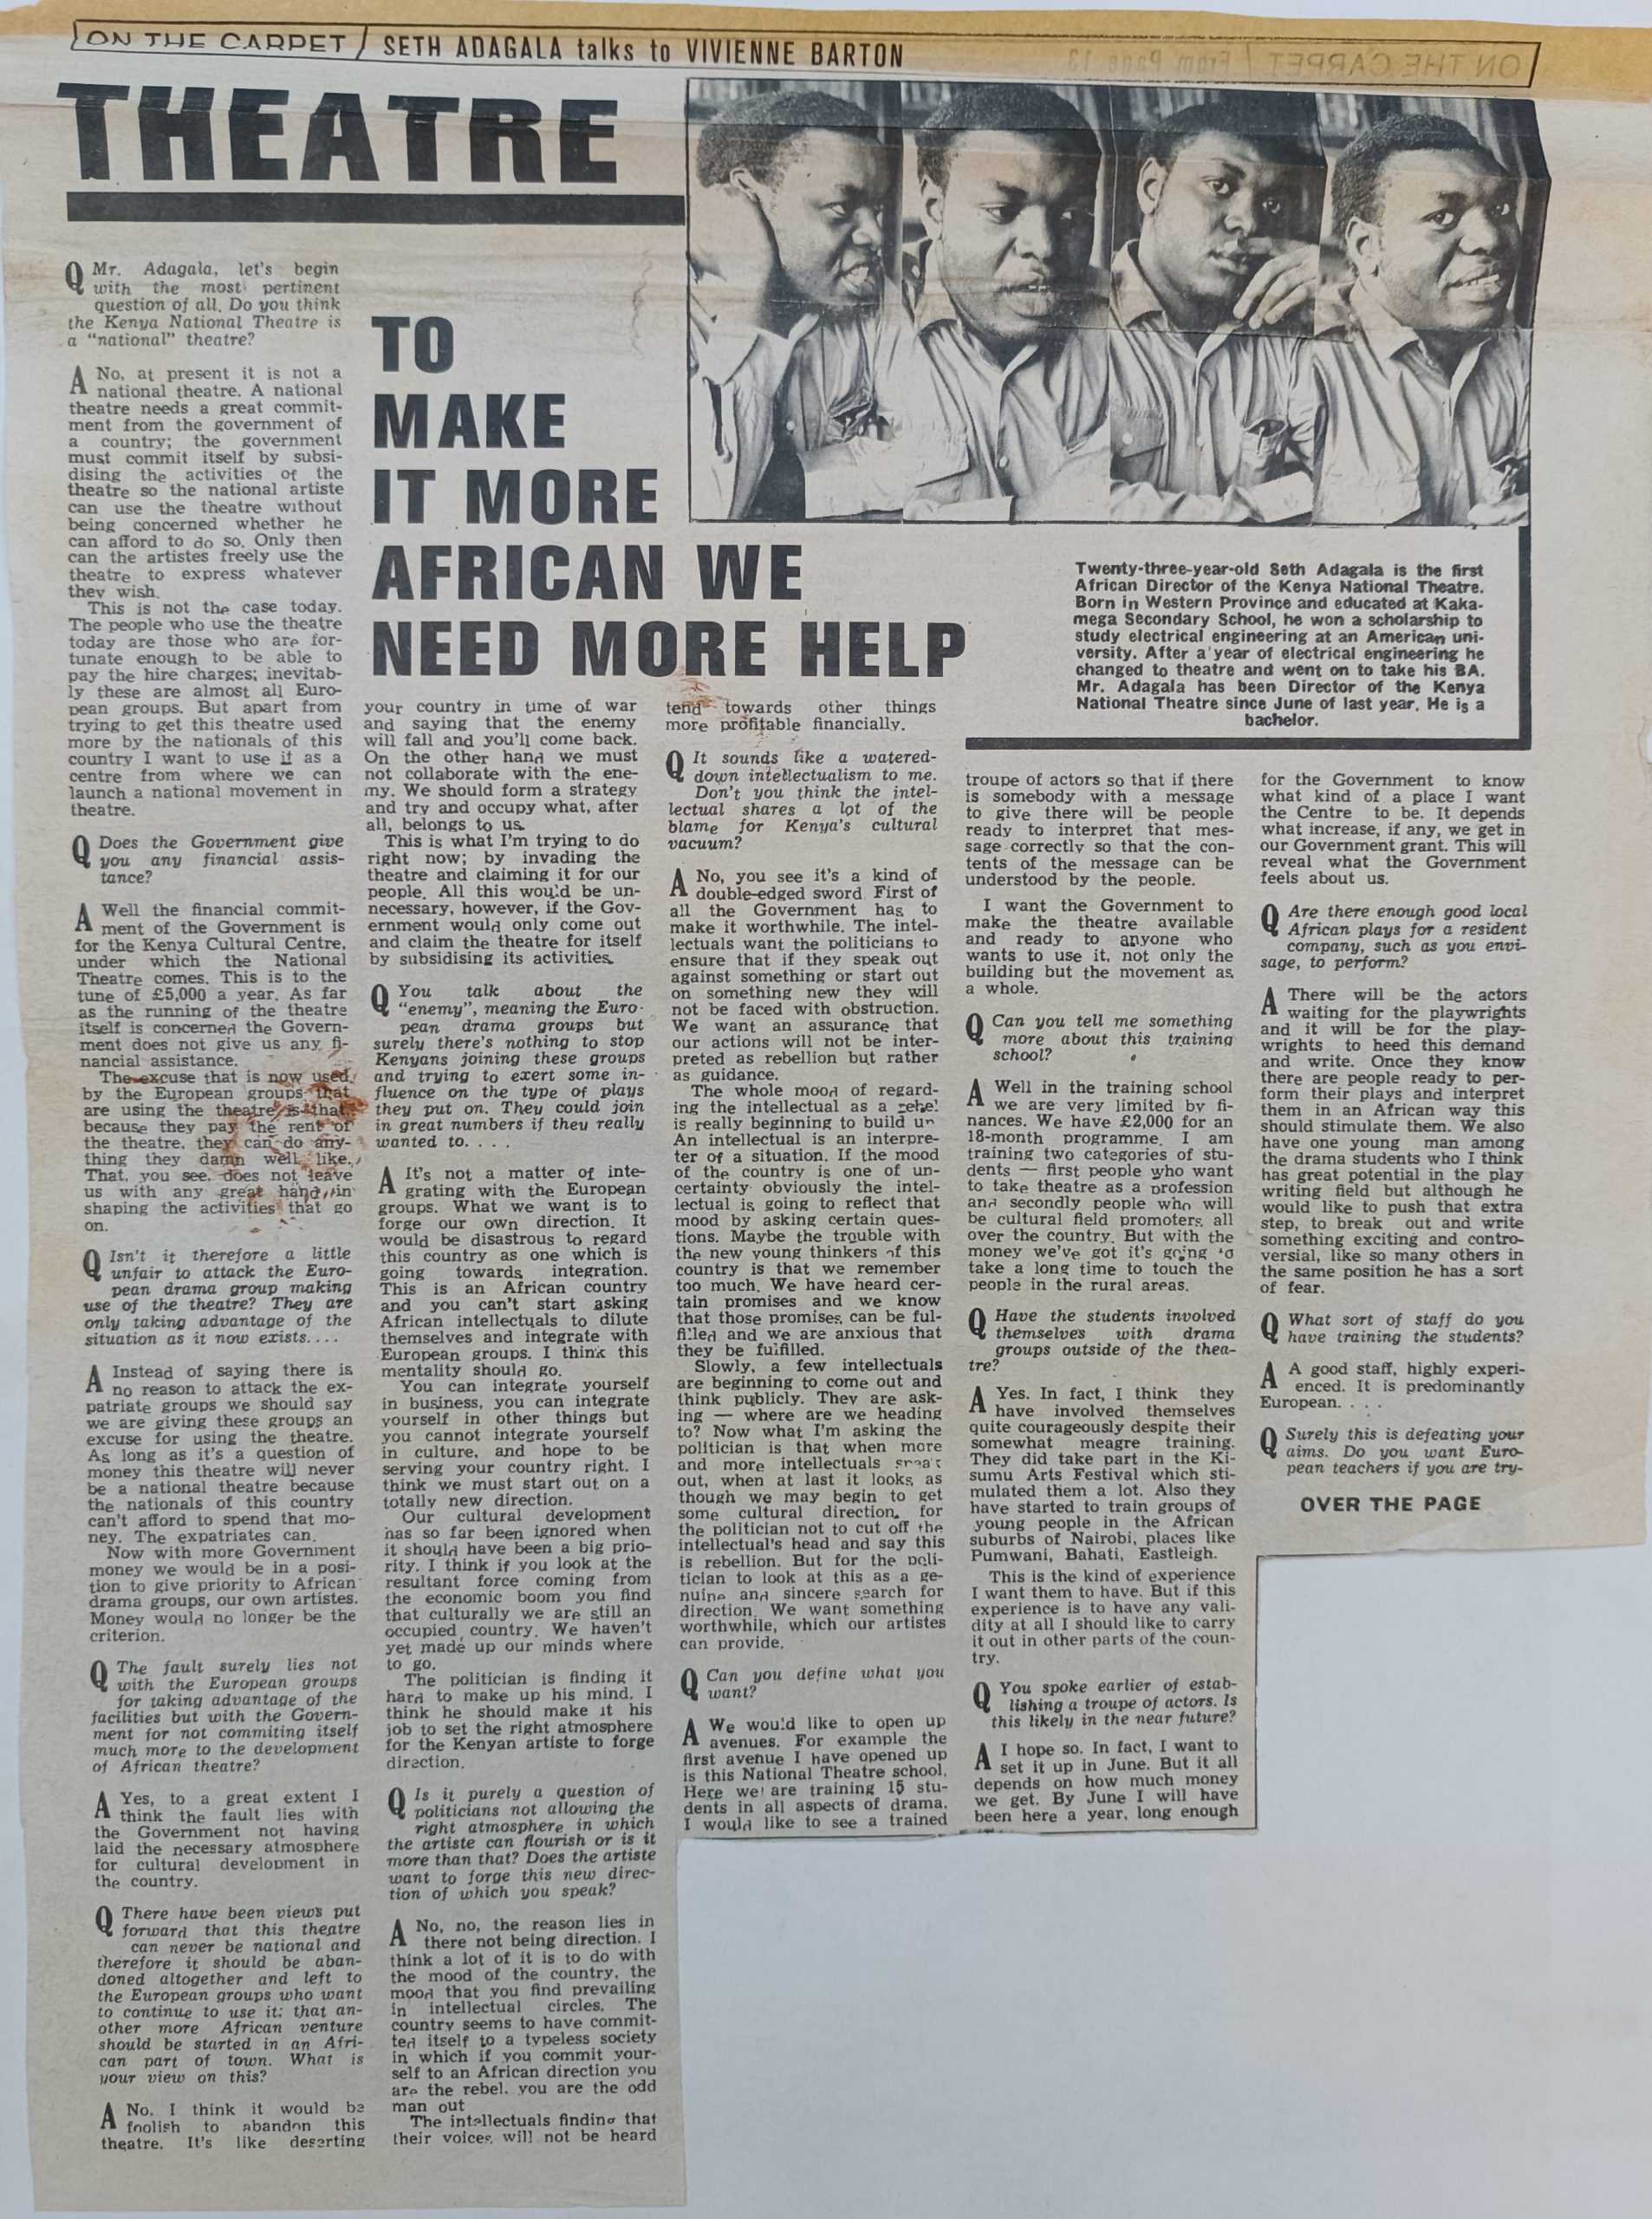 ON THE CARPET / SETH ADAGALA talks to VIVIENNE BARTON
THEATRE
TO
MAKE
IT MORE
AFRICAN WE
NEED MORE HELP
Twenty-three-year-old Seth Adagala is the first
African Director of the Kenya National Theatre.
Born in Western Province and educated at Kaka-
mega Secondary School, he won a scholarship to
study electrical engineering at an American uni-
versity. After a year of electrical engineering he
changed to theatre and went on to take his BA.
Mr. Adagala has been Director of the Kenya
National Theatre since June of last year. He is a
bachelor.
Q Mr. Adagala, let's begin
with the most pertinent
question of all. Do you think
the Kenya National Theatre is
a "national" theatre?
A No, at present it is not a
national theatre. A national
theatre needs a great commit-
ment from the government of
a country; the government
must commit itself by subsi-
dising the activities of the
theatre so the national artiste
can use the theatre without
being concerned whether he
can afford to do so. Only then
can the artistes freely use the
theatre to express whatever
they wish.
This is not the case today.
The people who use the theatre
today are those who are for-
tunate enough to be able to
pay the hire charges; inevitab-
ly these are almost all Euro-
pean groups. But apart from
trying to get this theatre used
more by the nationals of this
country I want to use it as a
centre from where we can
launch a national movement in
theatre.
Q Does the Government give
you any financial assis-
tance?
A Well the financial commit-
ment of the Government is
for the Kenya Cultural Centre,
under which the National
Theatre comes. This is to the
tune of £5,000 a year. As far
as the running of the theatre
itself is concerned the Govern-
ment does not give us any fi-
nancial assistance.
The excuse that is now used
by the European groups that
are using the theatre is that
because they pay the rent of
the theatre, they can do any-
thing they damn well like.
That, you see, does not leave
us with any great hand in
shaping the activities that go
on.
Q Isn't it therefore a little
unfair to attack the Euro-
pean drama group making
use of the theatre? They are
only taking advantage of the
situation as it now exists....
A Instead of saying there is
no reason to attack the ex-
patriate groups we should say
we are giving these groups an
excuse for using the theatre.
As long as it's a question of
money this theatre will never
be a national theatre because
the nationals of this country
can't afford to spend that mo-
ney. The expatriates can.
Now with more Government
money we would be in a posi-
tion to give priority to African
drama groups, our own artistes.
Money would no longer be the
criterion.
Q The fault surely lies not
with the European groups
for taking advantage of the
facilities but with the Govern-
ment for not commiting itself
much more to the development
of African theatre?
A Yes, to a great extent I
think the fault lies with
the Government not having
laid the necessary atmosphere
for cultural development in
the country.
Q There have been views put
forward that this theatre
can never be national and
therefore it should be aban-
doned altogether and left to
the European groups who want
to continue to use it; that an-
other more African venture
should be started in an Afri-
can part of town. What is
your view on this?
A No, I think it would be
foolish to abandon this
theatre. It's like deserting
your country in time of war
and saying that the enemy
will fall and you'll come back.
On the other hand we must
not collaborate with the ene-
my. We should form a strategy
and try and occupy what, after
all, belongs to us.
This is what I'm trying to do
right now; by invading the
theatre and claiming it for our
people. All this would be un-
necessary, however, if the Gov-
ernment would only come out
and claim the theatre for itself
by subsidising its activities.
Q You talk about the
"enemy", meaning the Euro-
pean drama groups but
surely there's nothing to stop
Kenyans joining these groups
and trying to exert some in-
fluence on the type of plays
they put on. They could join
in great numbers if they really
wanted to. . . .
A It's not a matter of inte-
grating with the European
groups. What we want is to
forge our own direction. It
would be disastrous to regard
this country as one which is
going towards integration.
This is an African country
and you can't start asking
African intellectuals to dilute
themselves and integrate with
European groups. I think this
mentality should go.
You can integrate yourself
in business, you can integrate
yourself in other things but
you cannot integrate yourself
in culture, and hope to be
serving your country right. I
think we must start out on a
totally new direction.
Our cultural development
has so far been ignored when
it should have been a big prio-
rity. I think if you look at the
resultant force coming from
the economic boom you find
that culturally we are still an
occupied country. We haven't
yet made up our minds where
to go.
The politician is finding it
hard to make up his mind. I
think he should make it his
job to set the right atmosphere
for the Kenyan artiste to forge
direction.
Q Is it purely a question of
politicians not allowing the
right atmosphere in which
the artiste can flourish or is it
more than that? Does the artiste
want to forge this new direc-
tion of which you speak?
A No, no, the reason lies in
there not being direction. I
think a lot of it is to do with
the mood of the country, the
mood that you find prevailing
in intellectual circles. The
country seems to have commit-
ted itself to a typeless society
in which if you commit your-
self to an African direction you
are the rebel, you are the odd
man out
The intellectuals finding that
their voices will not be heard
tend towards other things
more profitable financially.
Q It sounds like a watered-
down intellectualism to me.
Don't you think the intel-
lectual shares a lot of the
blame for Kenya's cultural
vacuum?
A No, you see it's a kind of
double-edged sword First of
all the Government has to
make it worthwhile. The intel-
lectuals want the politicians to
ensure that if they speak out
against something or start out
on something new they will
not be faced with obstruction.
We want an assurance that
our actions will not be inter-
preted as rebellion but rather
as guidance.
The whole mood of regard-
ing the intellectual as a rebel
is really beginning to build up
An intellectual is an interpre-
ter of a situation. If the mood
of the country is one of un-
certainty obviously the intel-
lectual is going to reflect that
mood by asking certain ques-
tions. Maybe the trouble with
the new young thinkers of this
country is that we remember
too much. We have heard cer-
tain promises and we know
that those promises can be ful-
filled and we are anxious that
they be fulfilled.
Slowly, a few intellectuals
are beginning to come out and
think publicly. They are ask-
ing — where are we heading
to? Now what I'm asking the
politician is that when more
and more intellectuals speak
out, when at last it looks as
though we may begin to get
some cultural direction, for
the politician not to cut off the
intellectual's head and say this
is rebellion. But for the poli-
tician to look at this as a ge-
nuine and sincere search for
direction. We want something
worthwhile, which our artistes
can provide.
Q Can you define what you
want?
A We would like to open up
avenues. For example the
first avenue I have opened up
is this National Theatre school.
Here we are training 15 stu-
dents in all aspects of drama.
I would like to see a trained
troupe of actors so that if there
is somebody with a message
to give there will be people
ready to interpret that mes-
sage correctly so that the con-
tents of the message can be
understood by the people.
I want the Government to
make the theatre available
and ready to anyone who
wants to use it, not only the
building but the movement as
a whole.
Q Can you tell me something
more about this training
school?
A Well in the training school
we are very limited by fi-
nances. We have £2,000 for an
18-month programme. I am
training two categories of stu-
dents — first people who want
to take theatre as a profession
and secondly people who will
be cultural field promoters all
over the country. But with the
money we've got it's going to
take a long time to touch the
people in the rural areas.
Q Have the students involved
themselves with drama
groups outside of the thea-
tre?
A Yes. In fact, I think they
have involved themselves
quite courageously despite their
somewhat meagre training.
They did take part in the Ki-
sumu Arts Festival which sti-
mulated them a lot. Also they
have started to train groups of
young people in the African
suburbs of Nairobi, places like
Pumwani, Bahati, Eastleigh.
This is the kind of experience
I want them to have. But if this
experience is to have any vali-
dity at all I should like to carry
it out in other parts of the coun-
try.
Q You spoke earlier of estab-
lishing a troupe of actors. Is
this likely in the near future?
A I hope so. In fact, I want to
set it up in June. But it all
depends on how much money
we get. By June I will have
been here a year, long enough
for the Government to know
what kind of a place I want
the Centre to be. It depends
what increase, if any, we get in
our Government grant. This will
reveal what the Government
feels about us.
Q Are there enough good local
African plays for a resident
company, such as you envi-
sage, to perform?
A There will be the actors
waiting for the playwrights
and it will be for the play-
wrights to heed this demand
and write. Once they know
there are people ready to per-
form their plays and interpret
them in an African way this
should stimulate them. We also
have one young man among
the drama students who I think
has great potential in the play
writing field but although he
would like to push that extra
step, to break out and write
something exciting and contro-
versial, like so many others in
the same position he has a sort
of fear.
Q What sort of staff do you
have training the students?
A A good staff, highly experi-
enced. It is predominantly
European. . . .
Q Surely this is defeating your
aims. Do you want Euro-
pean teachers if you are try-
OVER THE PAGE